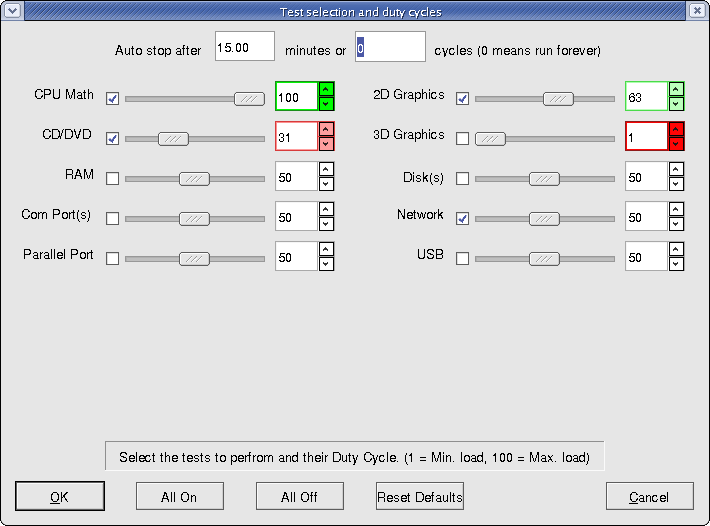 Test selection and duty cycles
Auto stop after 15.00 minutes or 0 cycles (0 means run forever)
CPU Math 100 2D Graphics 63
CD/DVD 31 3D Graphics 1
RAM 50 Disk(s) 50
Com Port(s) 50 Network 50
Parallel Port 50 USB 50
Select the tests to perfrom and their Duty Cycle. (1 = Min. load, 100 = Max. load)
OK All On All Off Reset Defaults Cancel